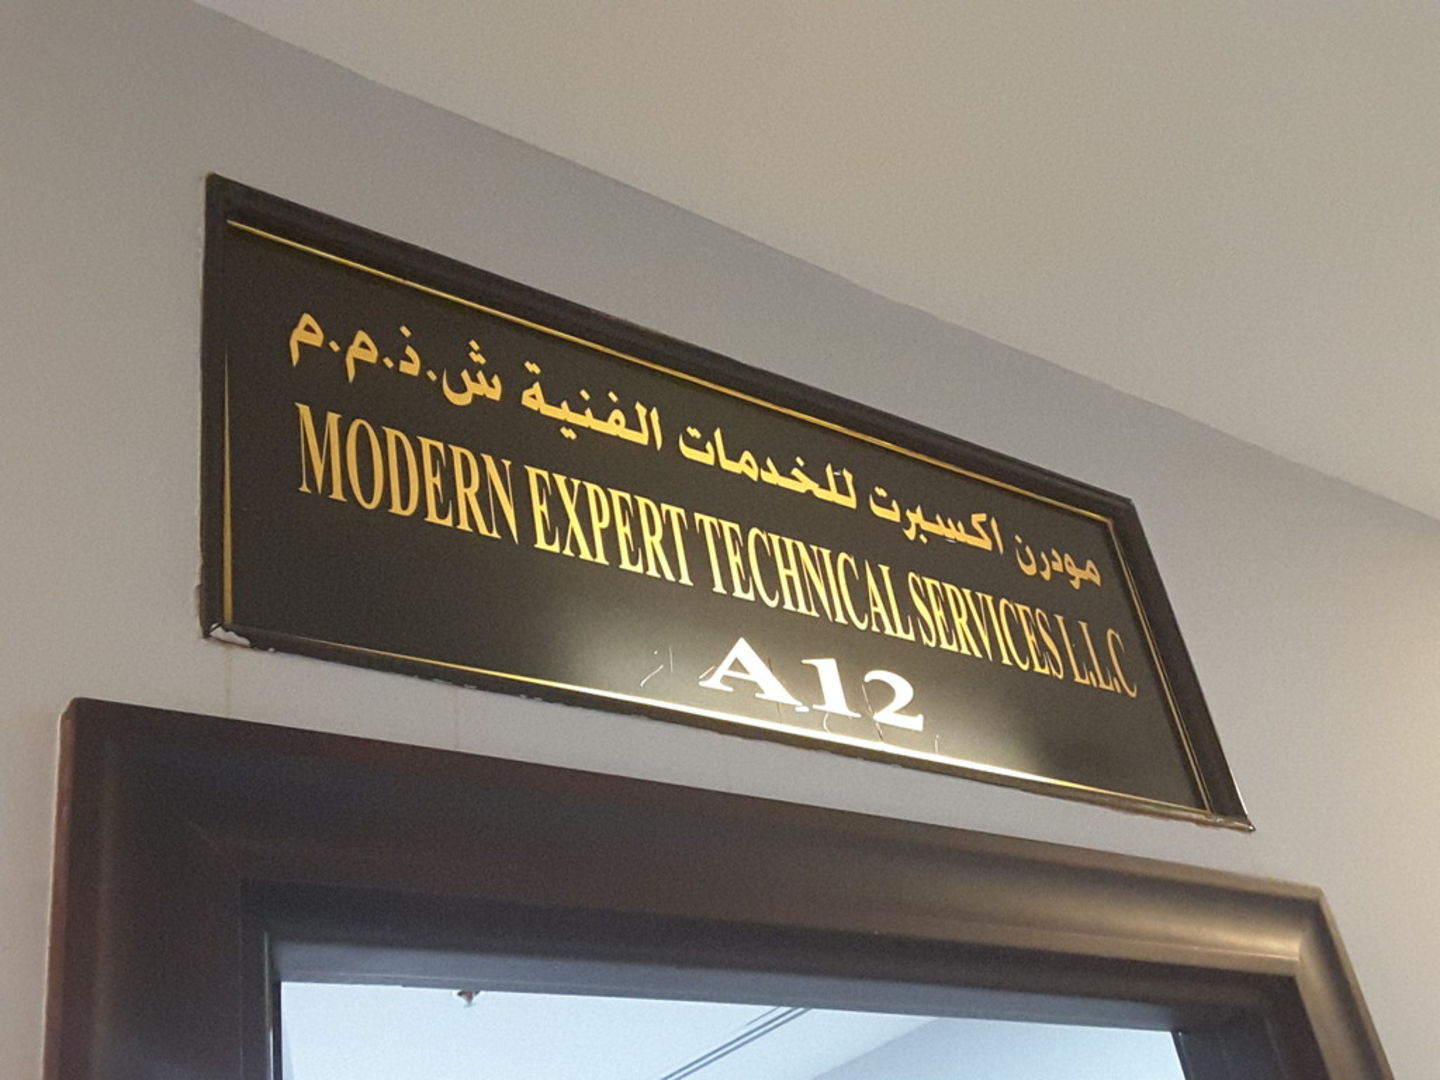 مودرن اكسبرت للخدمات الفنية ش.ذ.م.م
MODERN EXPERT TECHNICAL SERVICES L.L.C
A12